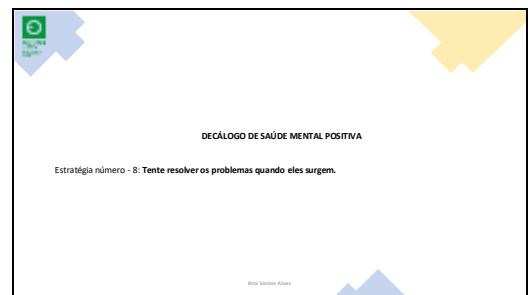 DECÁLOGO DE SAÚDE MENTAL POSITIVA
Estratégia número - 8: Tente resolver os problemas quando eles surgem.
Rita Santos Alves